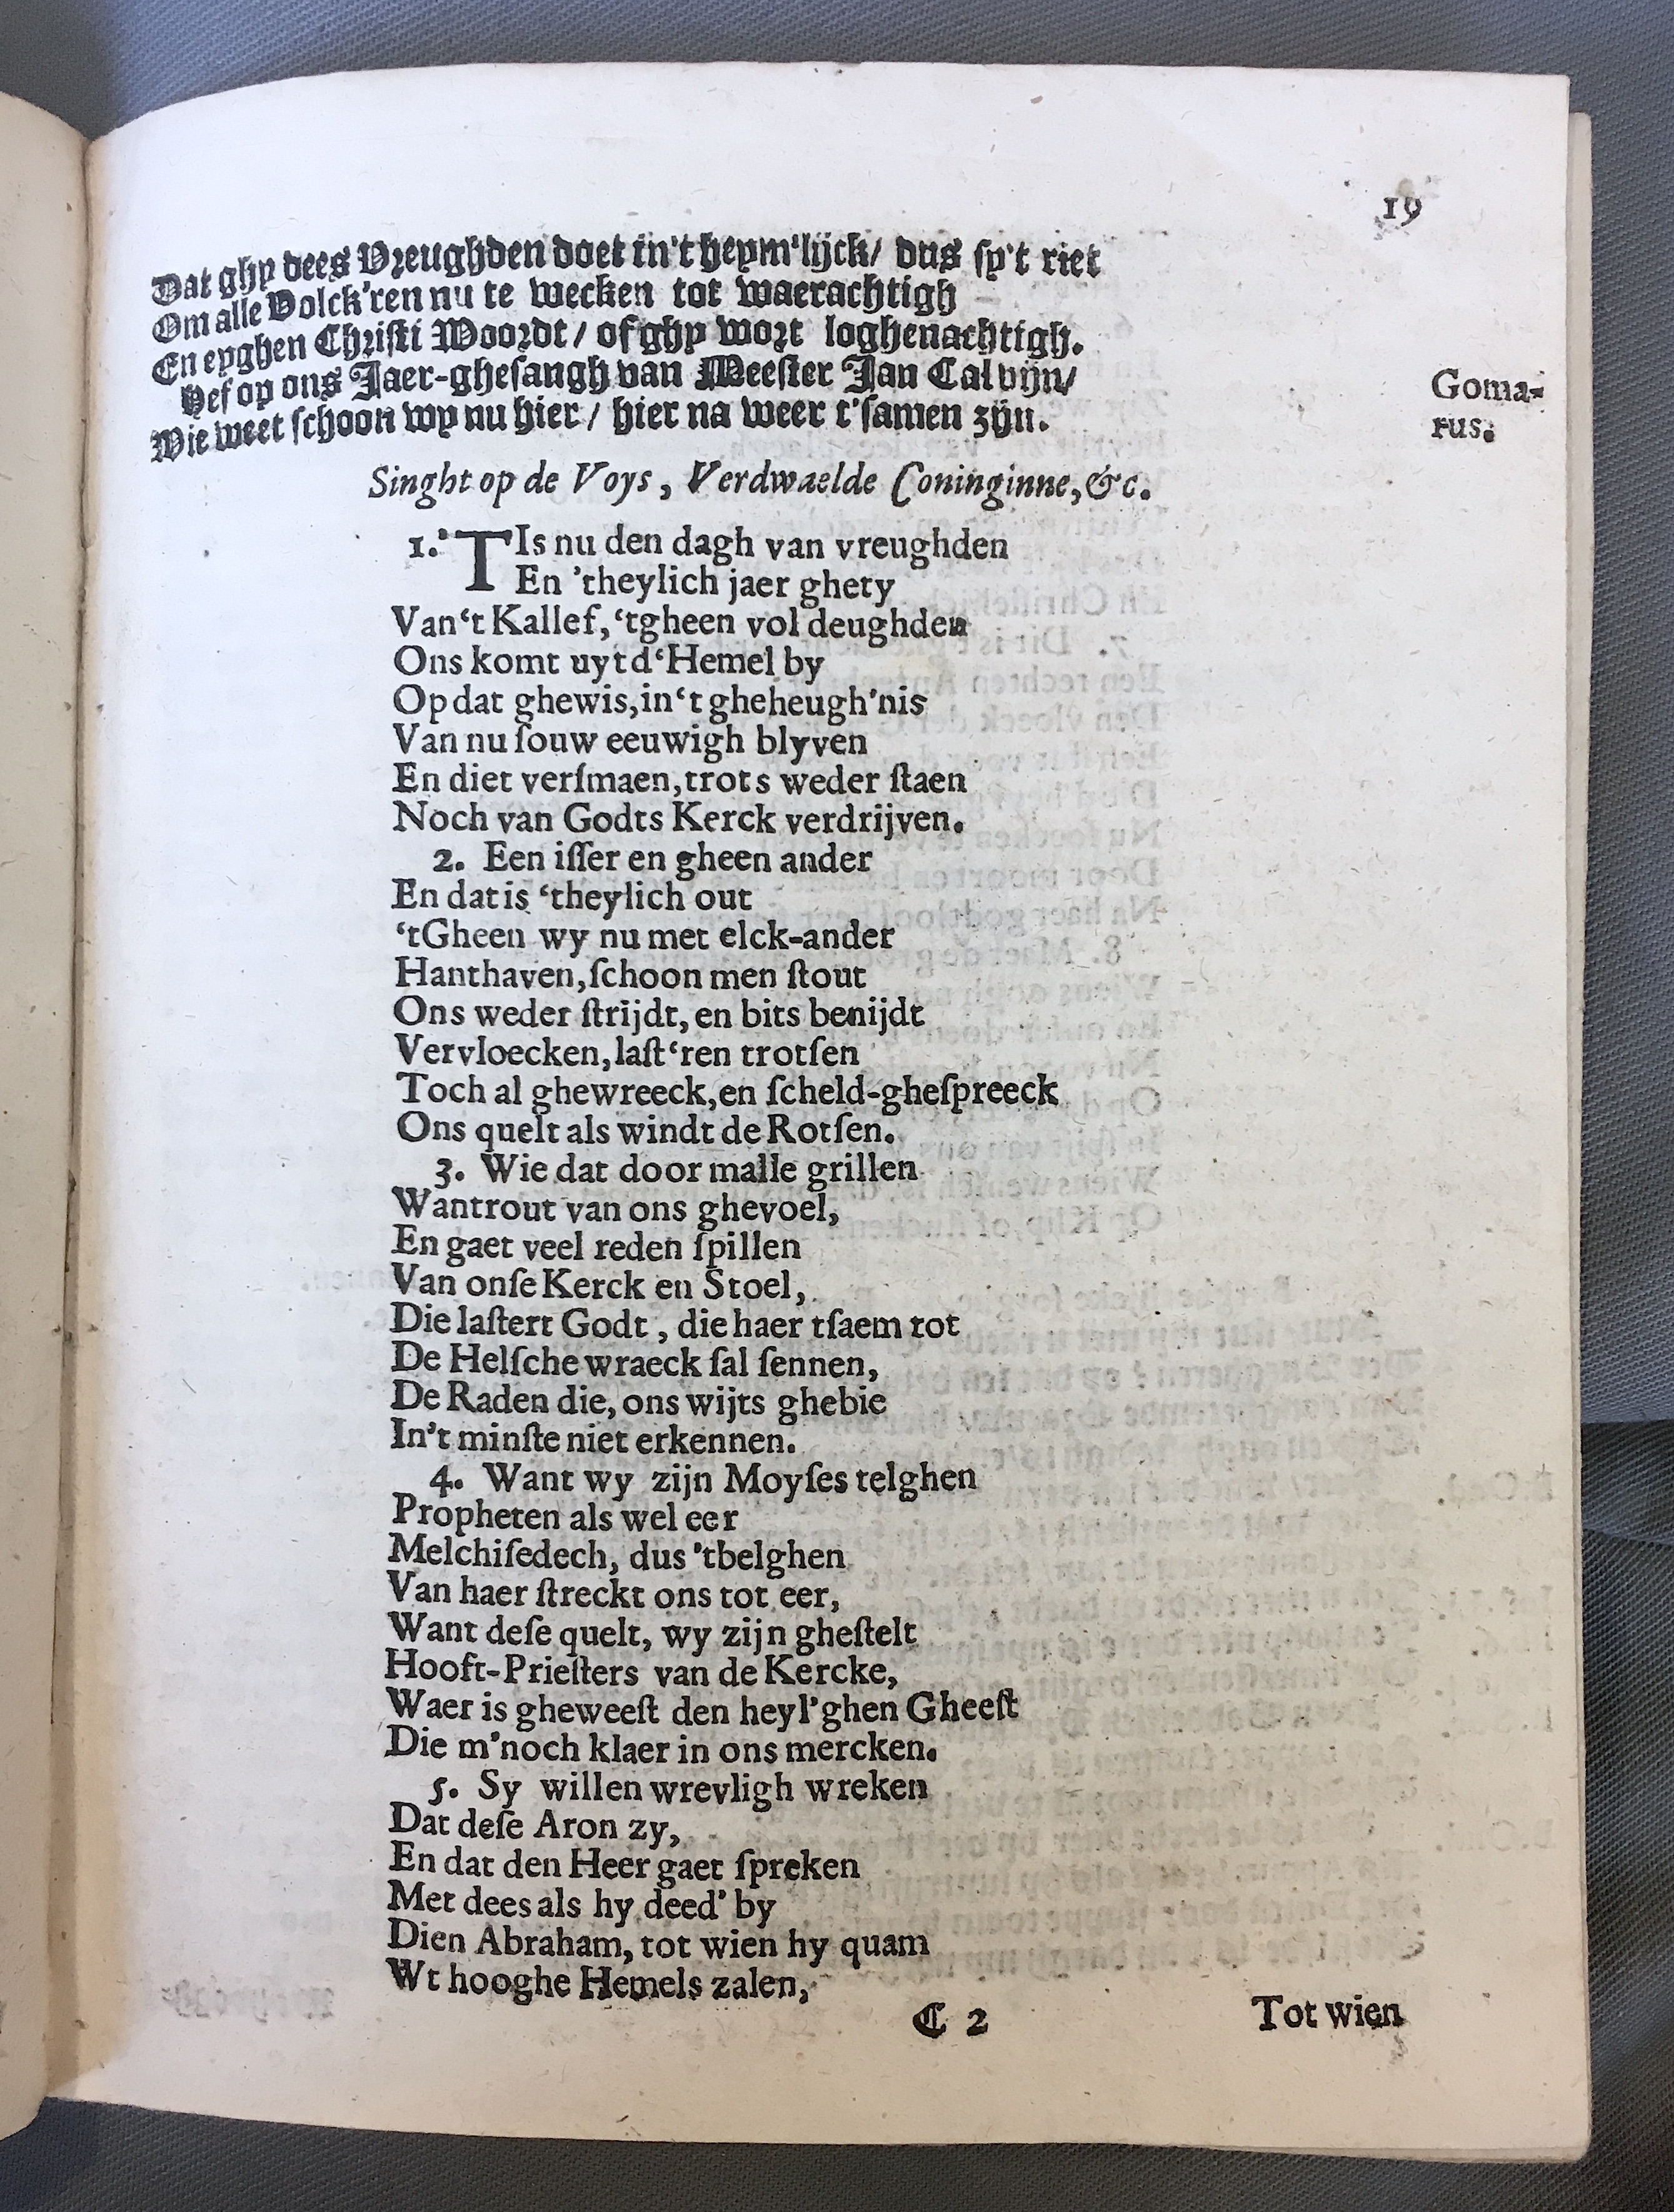 19
Dat ghy dees Vreughden doet in't heym'lijck/ dus sy't riet
Om alle Volck'ren nu te wecken tot waerachtigh
En eyghen Christi Woordt / of ghy wort loghenachtigh.
Hef op ons Jaer-ghesangh van Meester Jan Calvijn/
Goma-
rus.
Wie weet schoon wy nu hier / hier na weer t'samen zijn.
Singht op de Voys, Verdwaelde Coninginne, &c.
1. 'TIs nu den dagh van vreughden
En 'theylich jaer ghety
Van‘t Kallef, ‘tgheen vol deughden
Ons komt uyt d‘Hemel by
Op dat ghewis, in‘t gheheugh'nis
Van nu ſouw eeuwigh blyven
En diet verſmaen, trots weder ſtaen
Noch van Godts Kerck verdrijven.
2. Een iſſer en gheen ander
En dat is ‘theylich out
‘tGheen wy nu met elck-ander
Hanthaven, ſchoon men ſtout
Ons weder ſtrijdt, en bits benijdt
Vervloecken, laſt‘ren trotſen
Toch al ghewreeck, en ſcheld-gheſpreeck
Ons quelt als windt de Rotſen.
3. Wie dat door malle grillen
Wantrout van ons ghevoel,
En gaet veel reden ſpillen
Van onſe Kerck en Stoel,
Die laſtert Godt, die haer tſaem tot
De Helſche wraeck ſal ſennen,
De Raden die, ons wijts ghebie
In't minſte niet erkennen.
4. Want wy zijn Moyſes telghen
Propheten als wel eer
Melchiſedech, dus 'tbelghen
Van haer ſtreckt ons tot eer,
Want deſe quelt, wy zijn gheſtelt
Hooft-Prieſters van de Kercke,
Waer is gheweeſt den heyl'ghen Gheeſt
Die m'noch klaer in ons mercken.
5. Sy willen wrevligh wreken
Dat deſe Aron zy,
En dat den Heer gaet ſpreken
Met dees als hy deed' by
Dien Abraham, tot wien hy quam
Wt hooghe Hemels zalen,
C 2
Tot wien